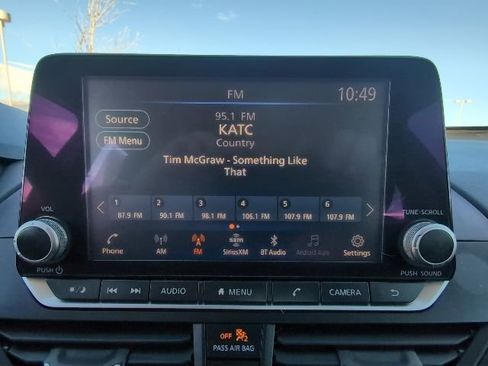 FM 10:49
Source
95.1 FM
KATC
Country
FM Menu
Tim McGraw - Something Like
That
1 2 3 4 5 6
87.9 FM 90.1 FM 98.1 FM 106.1 FM 107.9 FM 107.9 FM
VOL
TUNE·SCROLL
Phone AM FM SiriusXM BT Audio Android Auto Settings
PUSH
PUSH SOUND
AUDIO MENU CAMERA
OFF 2
PASS AIR BAG